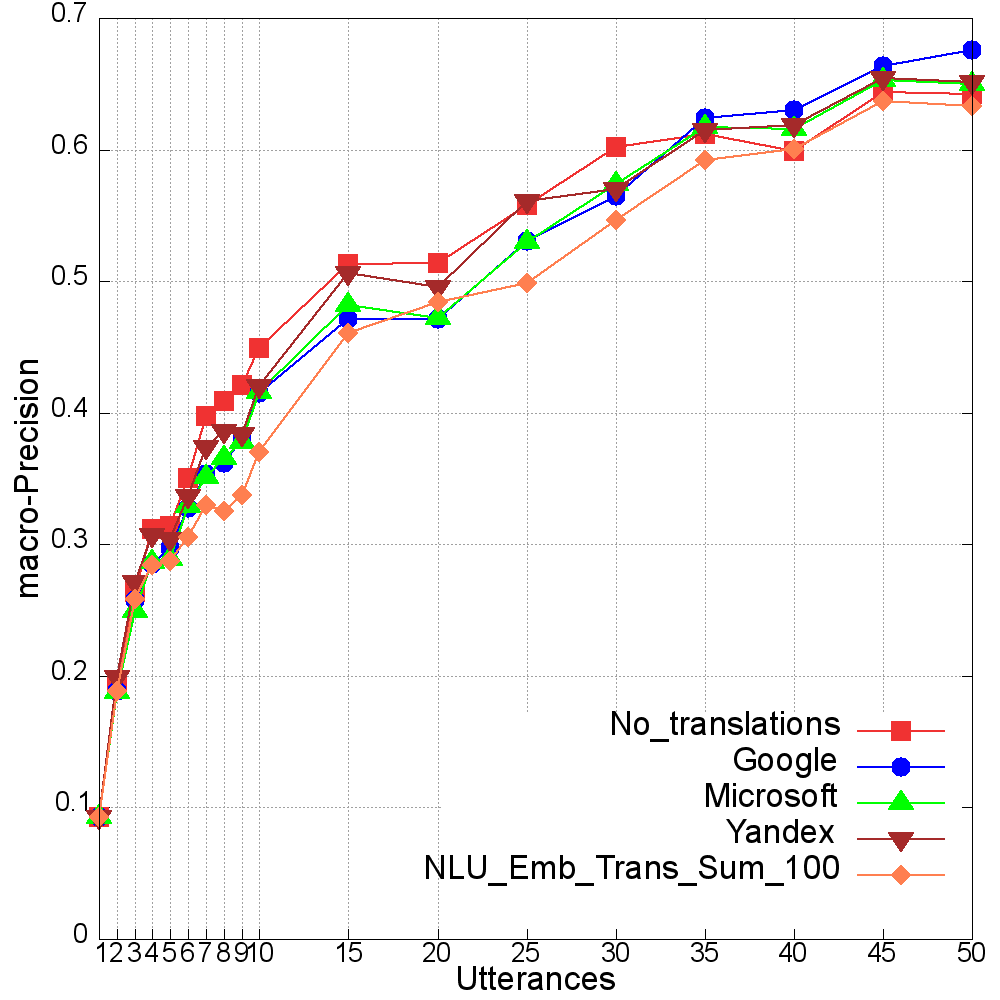 0.7
0.6
0.5
0.4
0.3
0.2
0.1
0
macro-Precision
No_translations
Google
Microsoft
Yandex
NLU_Emb_Trans_Sum_100
1 2 3 4 5 6 7 8 9 10 15 20 25 30 35 40 45 50
Utterances